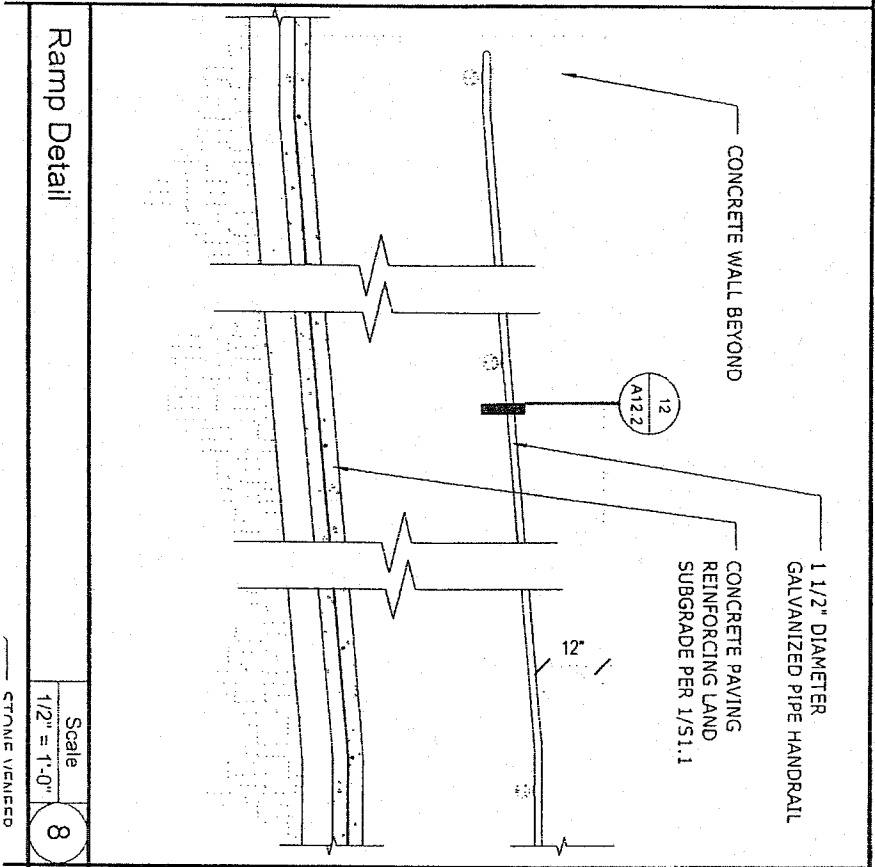 1 1/2" DIAMETER
GALVANIZED PIPE HANDRAIL
CONCRETE PAVING
REINFORCING LAND
SUBGRADE PER 1/S1.1
CONCRETE WALL BEYOND
12
A12.2
12"
Ramp Detail
Scale
1/2" = 1'-0"
8
STONE VENEER